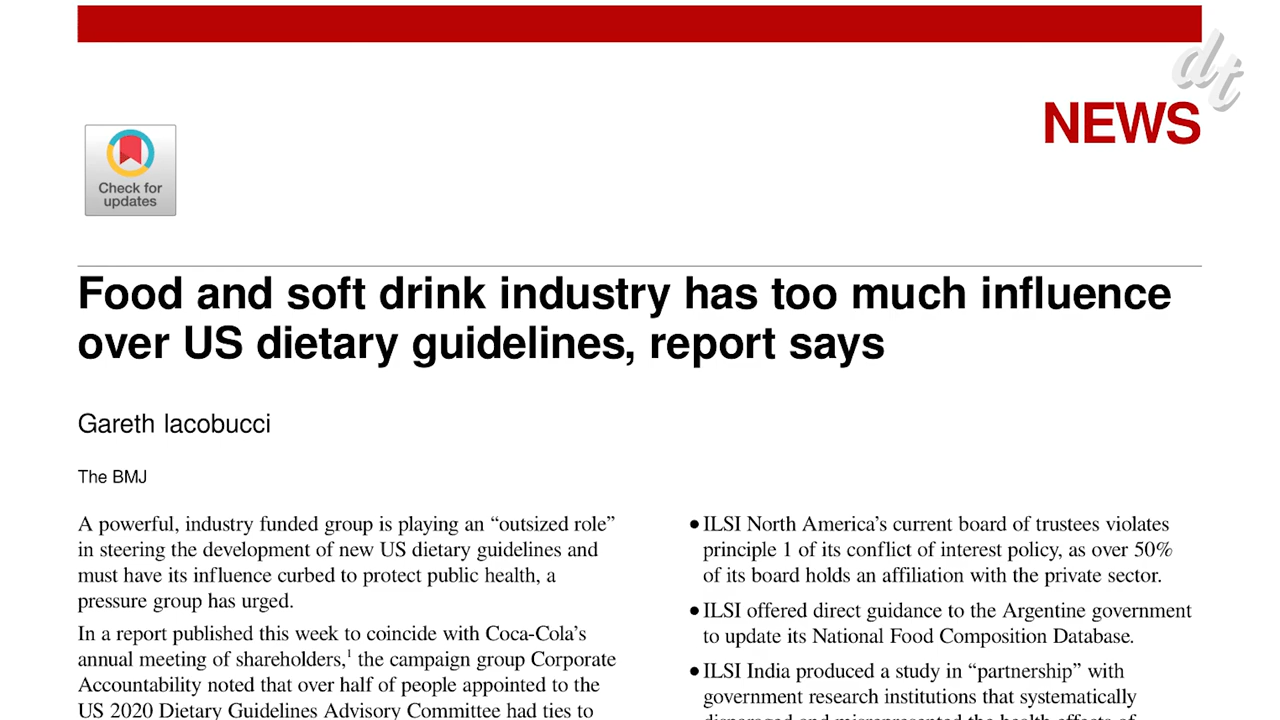 dt
NEWS
Check for
updates
Food and soft drink industry has too much influence
over US dietary guidelines, report says
Gareth Iacobucci
The BMJ
A powerful, industry funded group is playing an “outsized role”
in steering the development of new US dietary guidelines and
must have its influence curbed to protect public health, a
pressure group has urged.
In a report published this week to coincide with Coca-Cola’s
annual meeting of shareholders,¹ the campaign group Corporate
Accountability noted that over half of people appointed to the
US 2020 Dietary Guidelines Advisory Committee had ties to
● ILSI North America’s current board of trustees violates
principle 1 of its conflict of interest policy, as over 50%
of its board holds an affiliation with the private sector.
● ILSI offered direct guidance to the Argentine government
to update its National Food Composition Database.
● ILSI India produced a study in “partnership” with
government research institutions that systematically